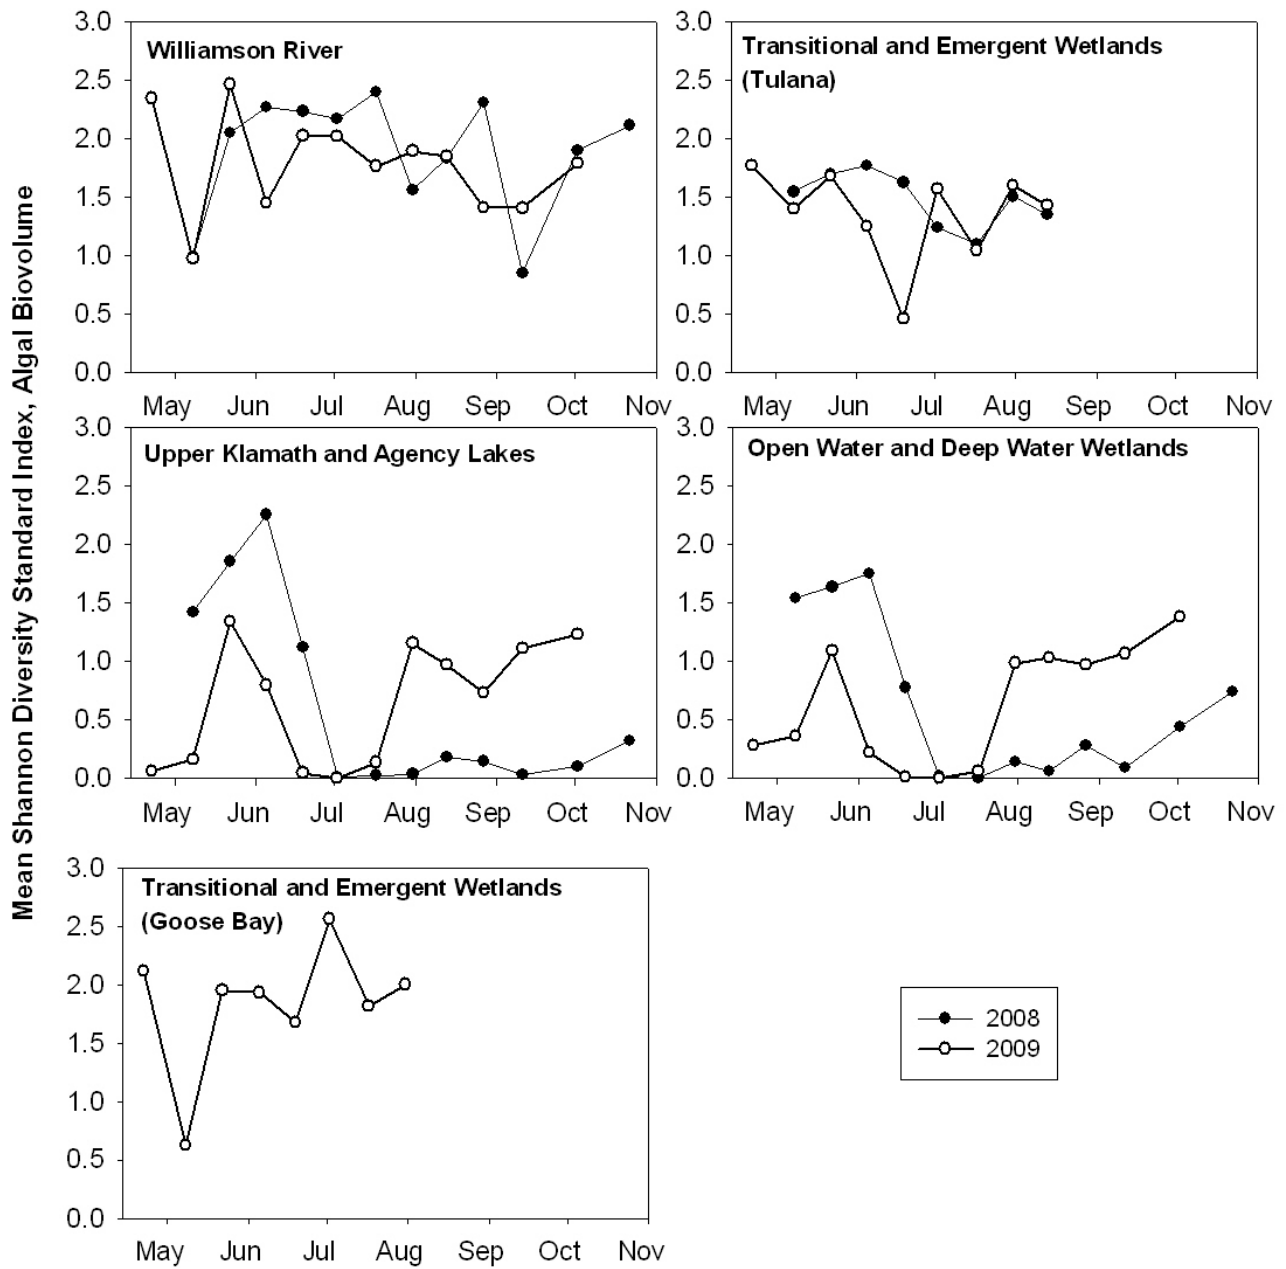 Mean Shannon Diversity Standard Index, Algal Biovolume
Williamson River
3.0
2.5
2.0
1.5
1.0
0.5
0.0
May Jun Jul Aug Sep Oct Nov
Transitional and Emergent Wetlands
(Tulana)
3.0
2.5
2.0
1.5
1.0
0.5
0.0
May Jun Jul Aug Sep Oct Nov
Upper Klamath and Agency Lakes
3.0
2.5
2.0
1.5
1.0
0.5
0.0
May Jun Jul Aug Sep Oct Nov
Open Water and Deep Water Wetlands
3.0
2.5
2.0
1.5
1.0
0.5
0.0
May Jun Jul Aug Sep Oct Nov
Transitional and Emergent Wetlands
(Goose Bay)
3.0
2.5
2.0
1.5
1.0
0.5
0.0
May Jun Jul Aug Sep Oct Nov
2008
2009